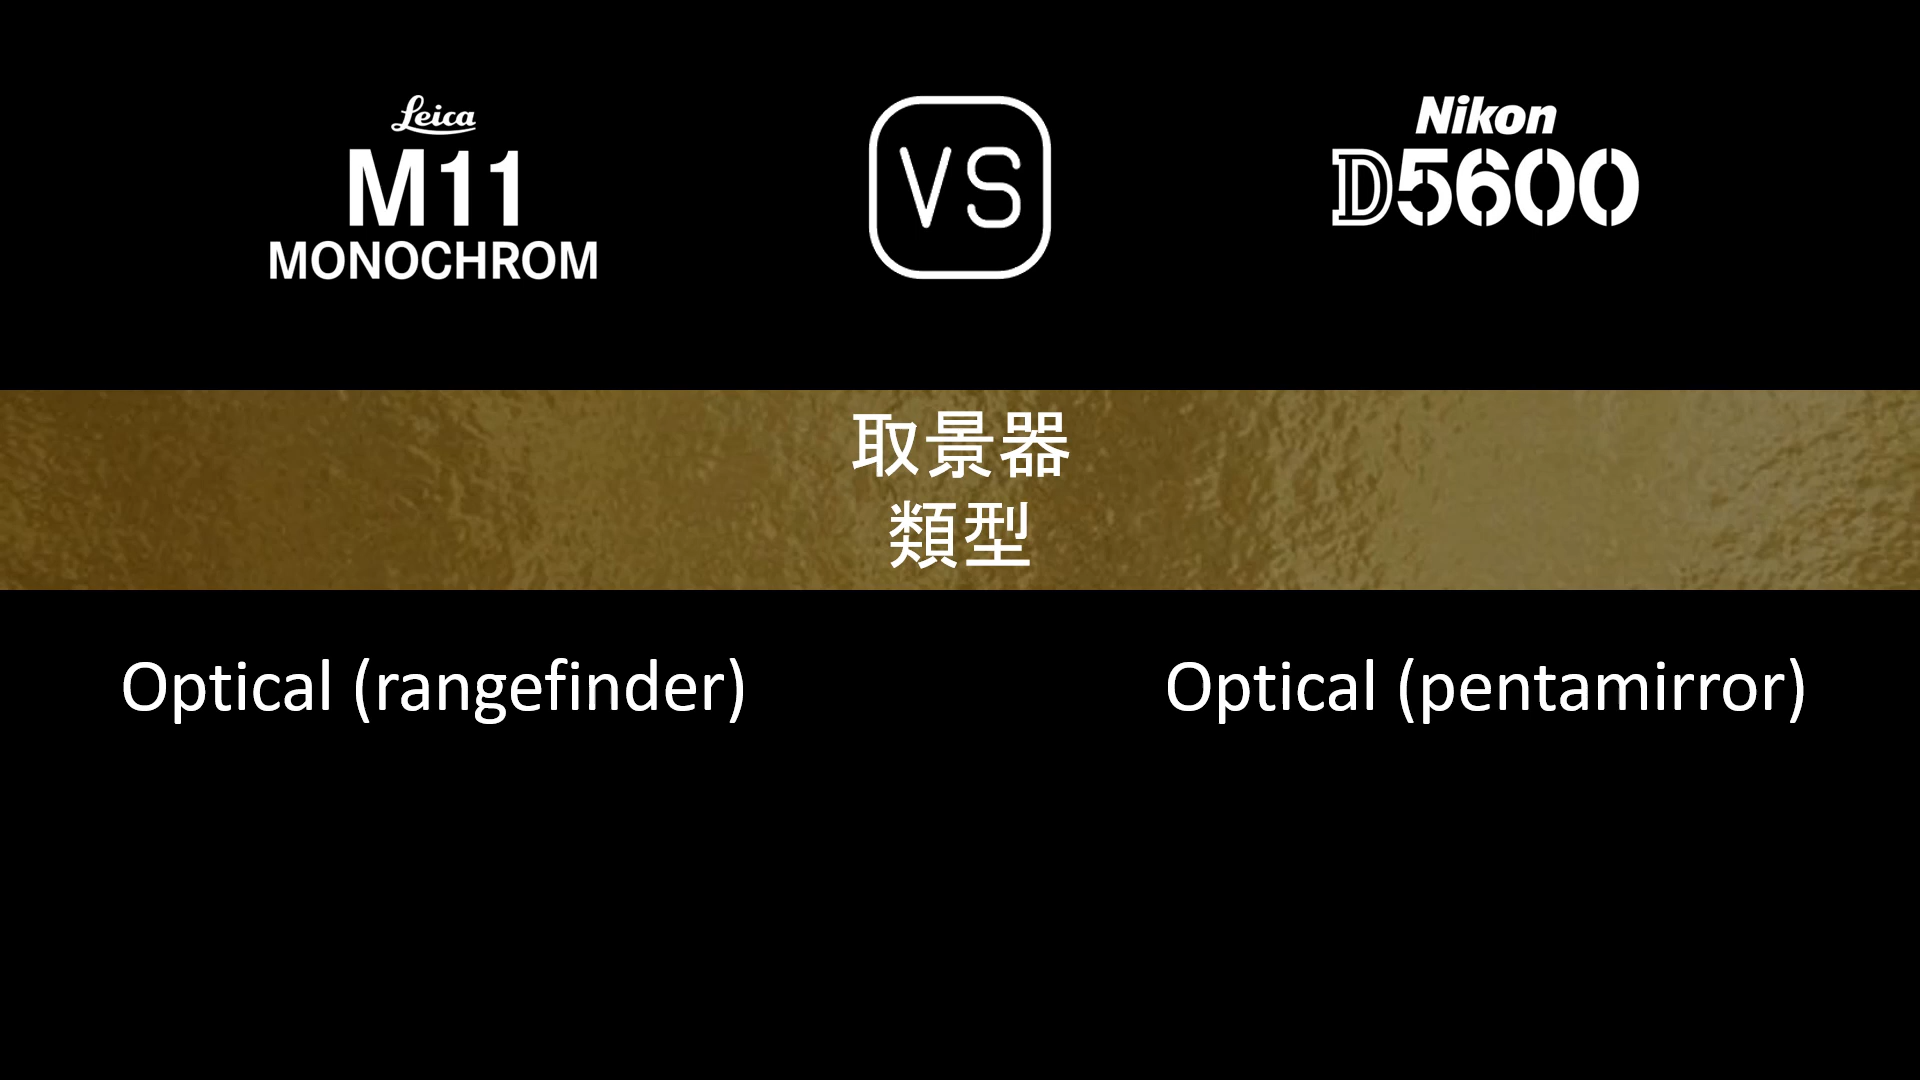 Leica
M11
MONOCHROM
VS
Nikon
D5600
取景器
類型
Optical (rangefinder)
Optical (pentamirror)